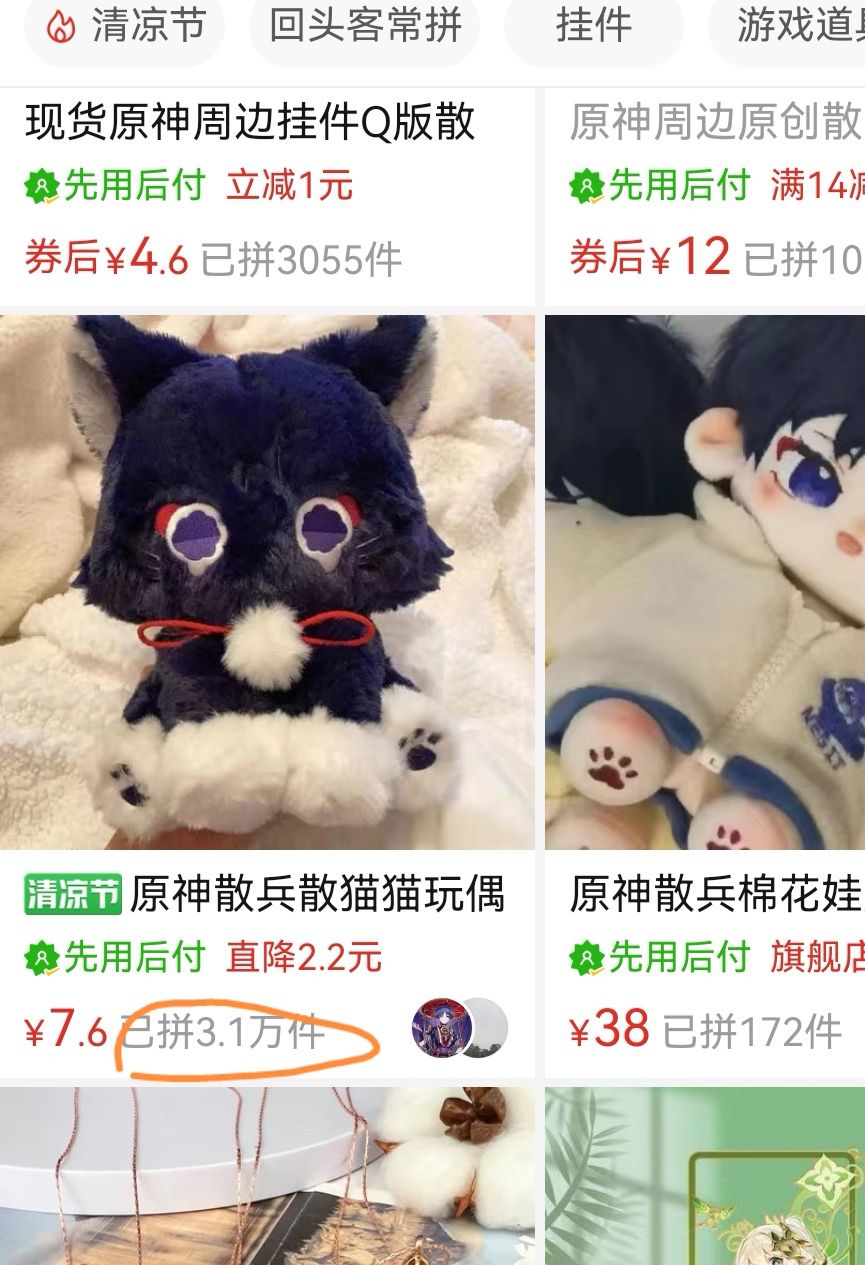 清凉节 回头客常拼 挂件 游戏道
现货原神周边挂件Q版散
先用后付 立减1元
券后¥4.6 已拼3055件
原神周边原创散
先用后付 满14减
券后¥12 已拼10
清凉节 原神散兵散猫猫玩偶
先用后付 直降2.2元
¥7.6 已拼3.1万件
原神散兵棉花娃
先用后付 旗舰店
¥38 已拼172件